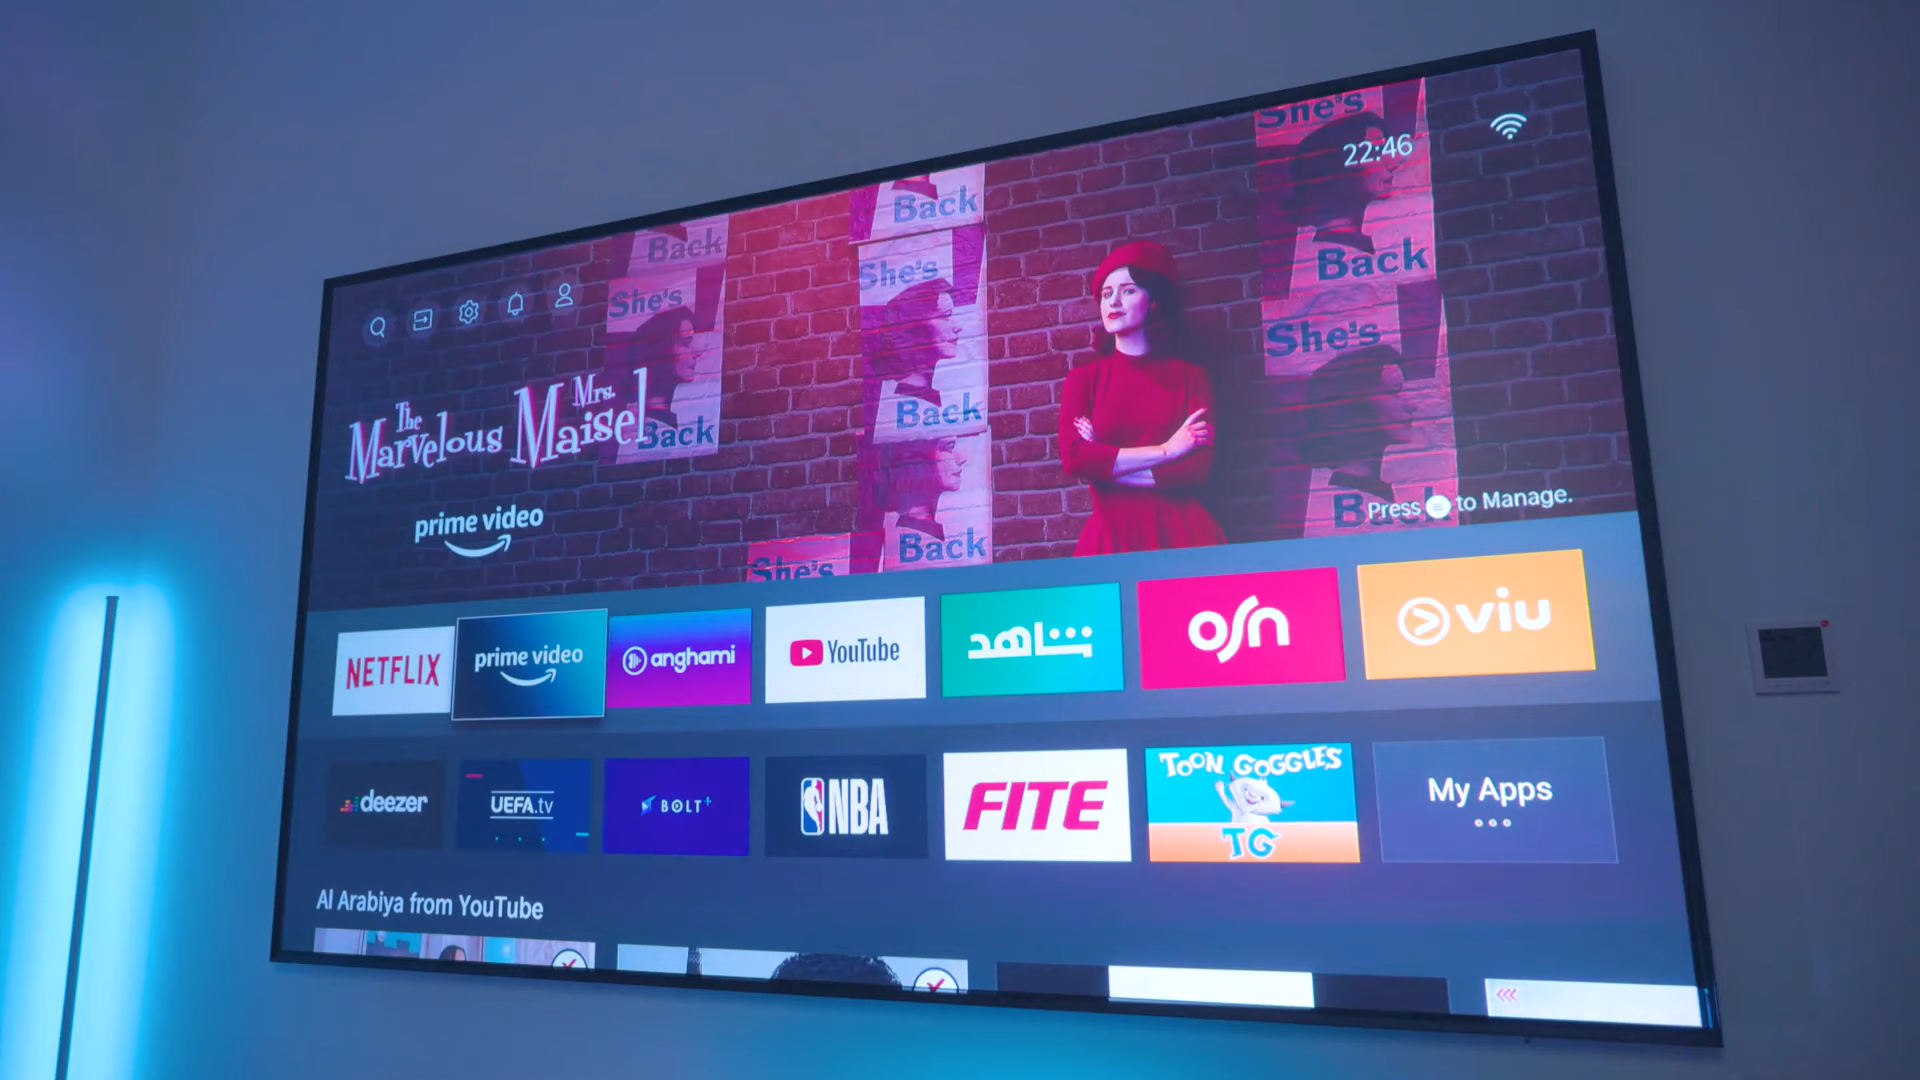 22:46
She's
Back
She's
Back
Back
She's
Back
Back
She's
Back
She's
Back
She's
Back
The Marvelous Mrs. Maisel
prime video
Press to Manage.
NETFLIX
prime video
anghami
YouTube
شاهد
osn
viu
deezer
UEFA.tv
BOLT+
NBA
FITE
TOON GOGGLES
TG
My Apps
Al Arabiya from YouTube